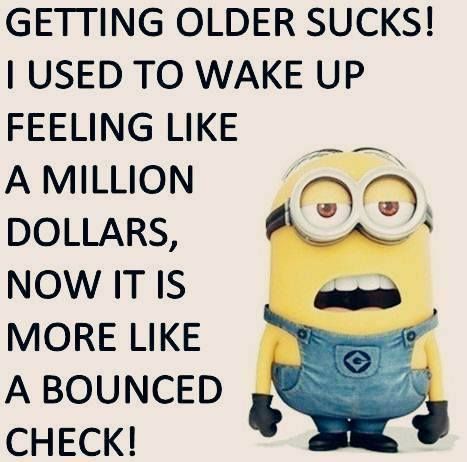 GETTING OLDER SUCKS!
I USED TO WAKE UP
FEELING LIKE
A MILLION
DOLLARS,
NOW IT IS
MORE LIKE
A BOUNCED
CHECK!